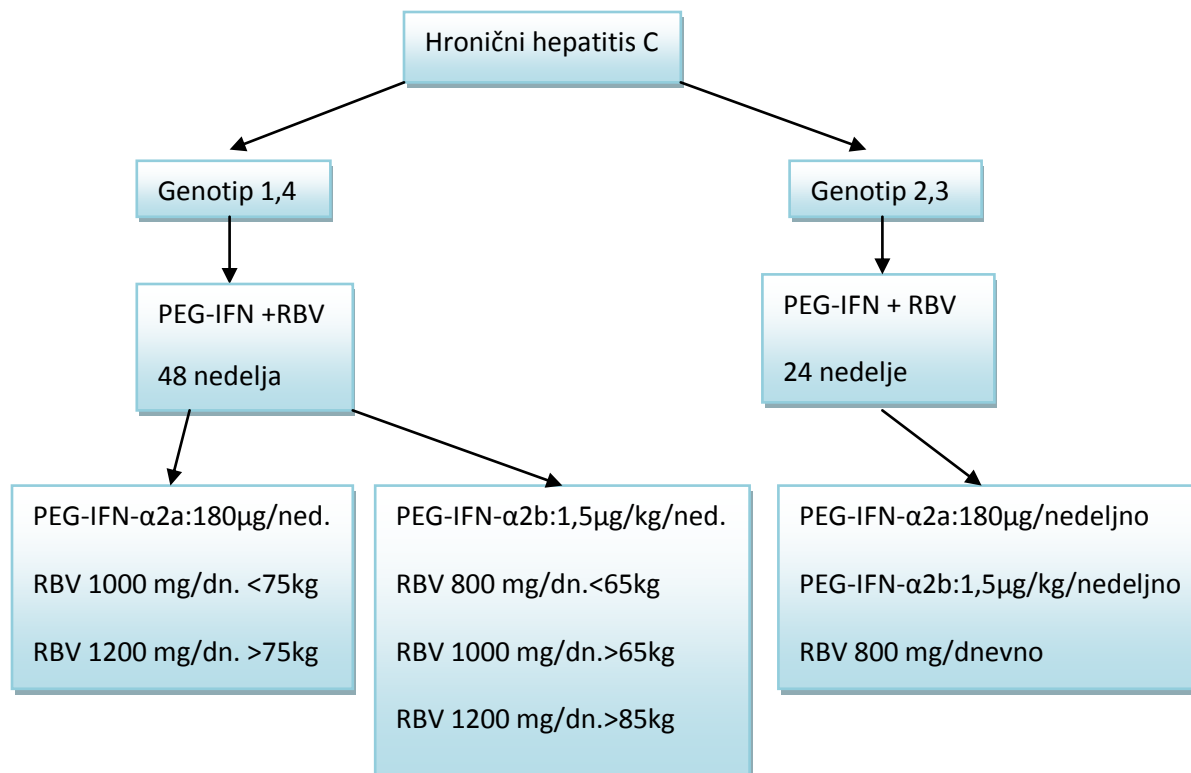 Hronični hepatitis C
Genotip 1,4
Genotip 2,3
PEG-IFN +RBV
48 nedelja
PEG-IFN + RBV
24 nedelje
PEG-IFN-α2a:180μg/ned.
RBV 1000 mg/dn. <75kg
RBV 1200 mg/dn. >75kg
PEG-IFN-α2b:1,5μg/kg/ned.
RBV 800 mg/dn.<65kg
RBV 1000 mg/dn.>65kg
RBV 1200 mg/dn.>85kg
PEG-IFN-α2a:180μg/nedeljno
PEG-IFN-α2b:1,5μg/kg/nedeljno
RBV 800 mg/dnevno